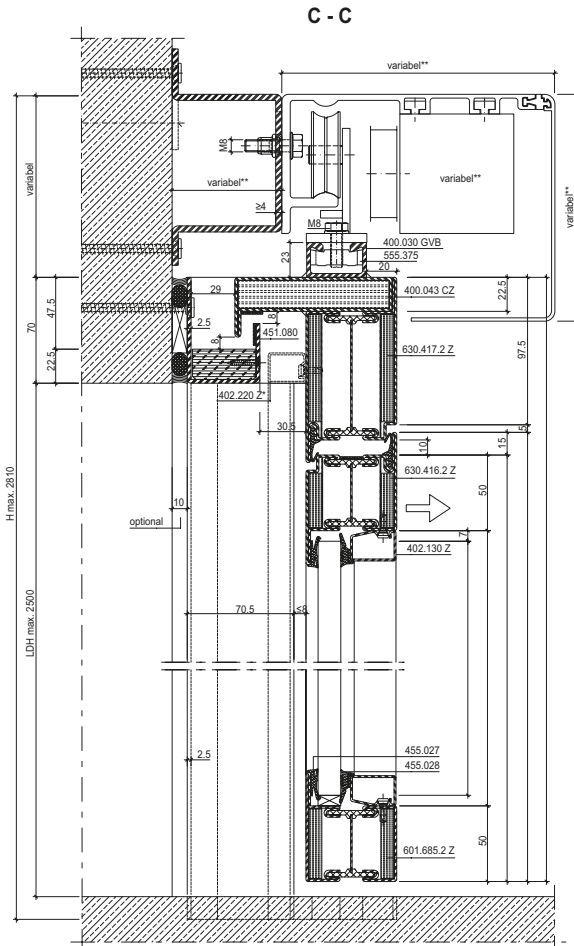 C - C
variabel**
variabel
M8
variabel**
variabel**
variabel**
≥4
M8
400.030 GVB
555.375
23
20
29
400.043 CZ
22.5
47.5
70
2.5
8
8
451.080
630.417.2 Z
97.5
22.5
402.220 Z*
30.5
5
15
10
630.416.2 Z
H max. 2810
10
50
optional
7
402.130 Z
LDH max. 2500
70.5
≤8
2.5
455.027
455.028
50
601.685.2 Z